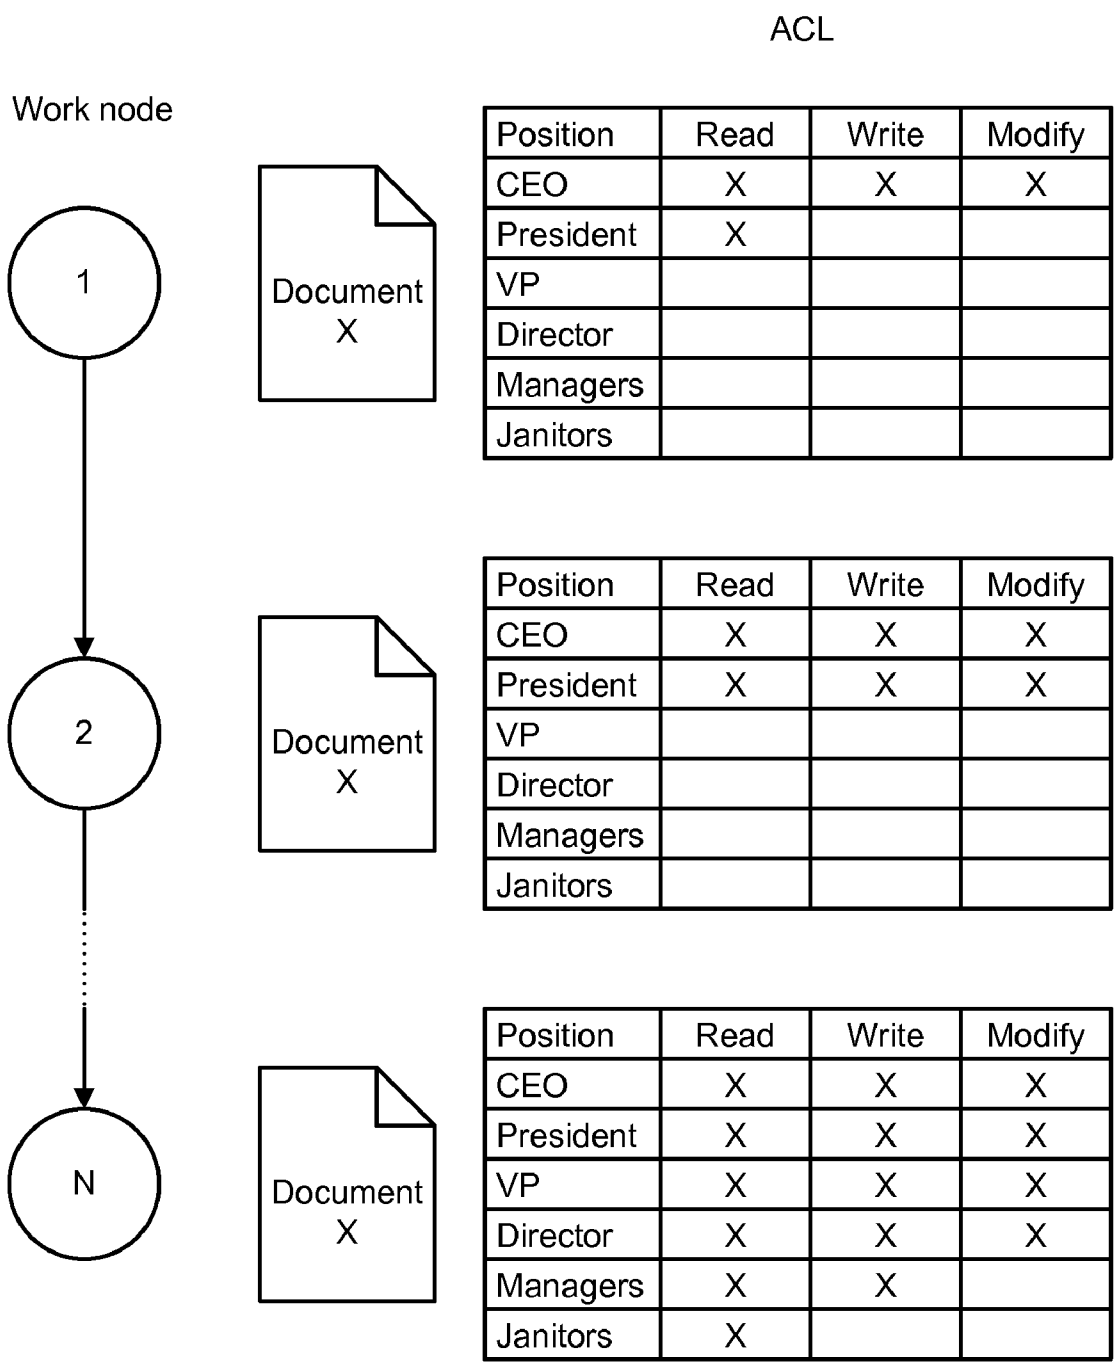 ACL
Work node
1
Document
X
Position Read Write Modify
CEO X X X
President X
VP
Director
Managers
Janitors
2
Document
X
Position Read Write Modify
CEO X X X
President X X X
VP
Director
Managers
Janitors
N
Document
X
Position Read Write Modify
CEO X X X
President X X X
VP X X X
Director X X X
Managers X X
Janitors X